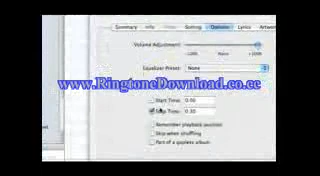 Summary Info Sorting Options Lyrics Artwork
Volume Adjustment:
-100% None +100%
Equalizer Preset: None
www.RingtoneDownload.co.cc
Start Time: 0:00
Stop Time: 0:30
Remember playback position
Skip when shuffling
Part of a gapless album